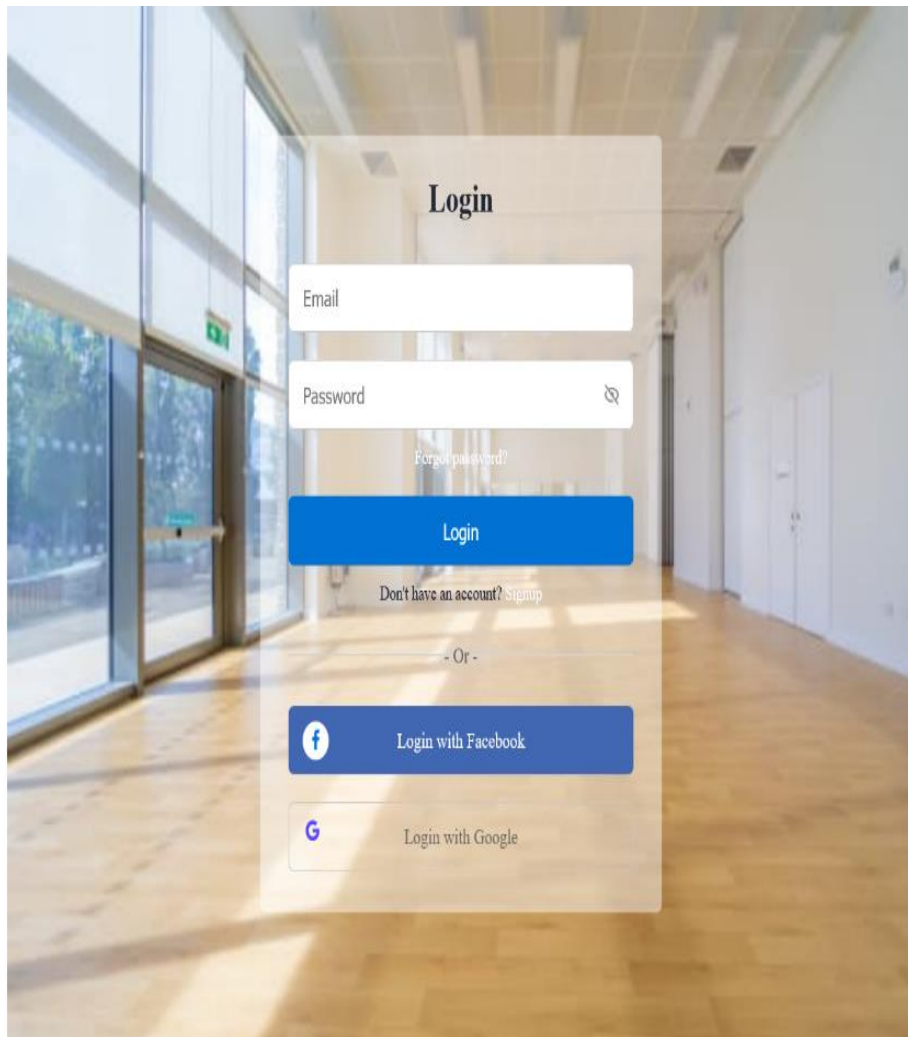 Login
Email
Password
Forgot password?
Login
Don't have an account? Signup
- Or -
Login with Facebook
Login with Google